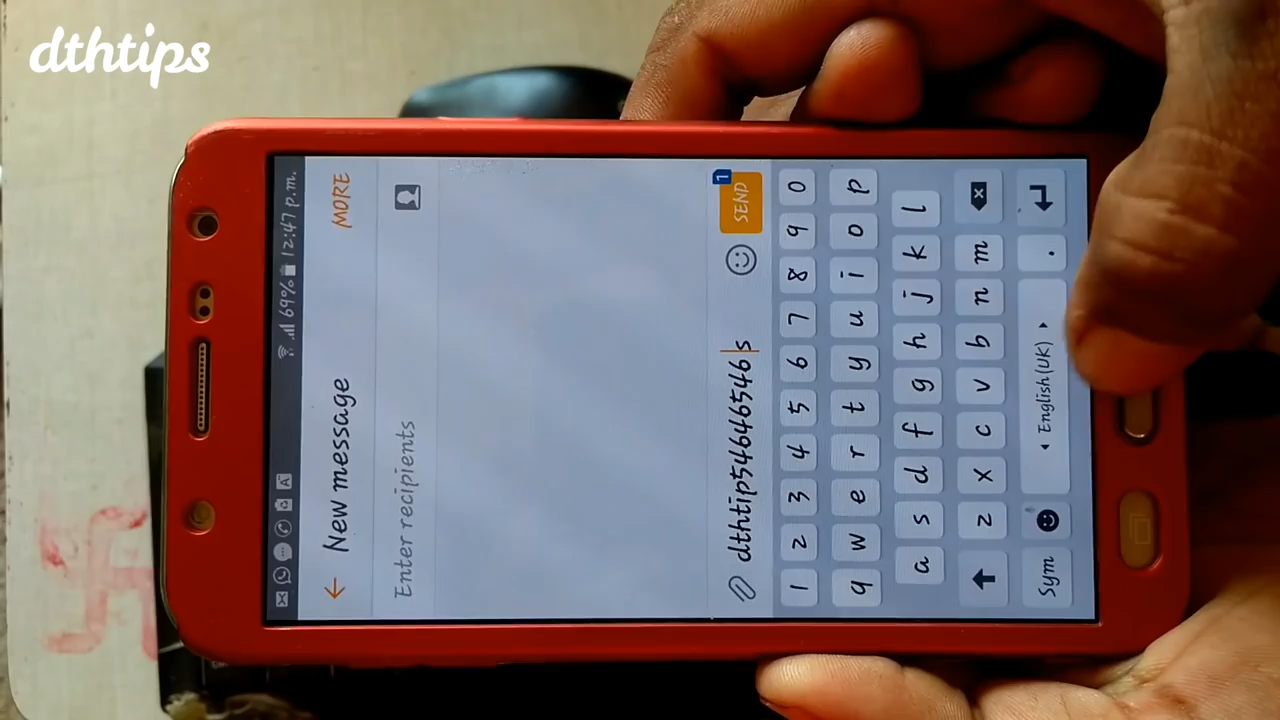 dthtips
69% 12:47 p.m.
New message
MORE
Enter recipients
dthtip54646546s
1
SEND
1 2 3 4 5 6 7 8 9 0
q w e r t y u i o p
a s d f g h j k l
z x c v b n m
Sym
English(UK)
.